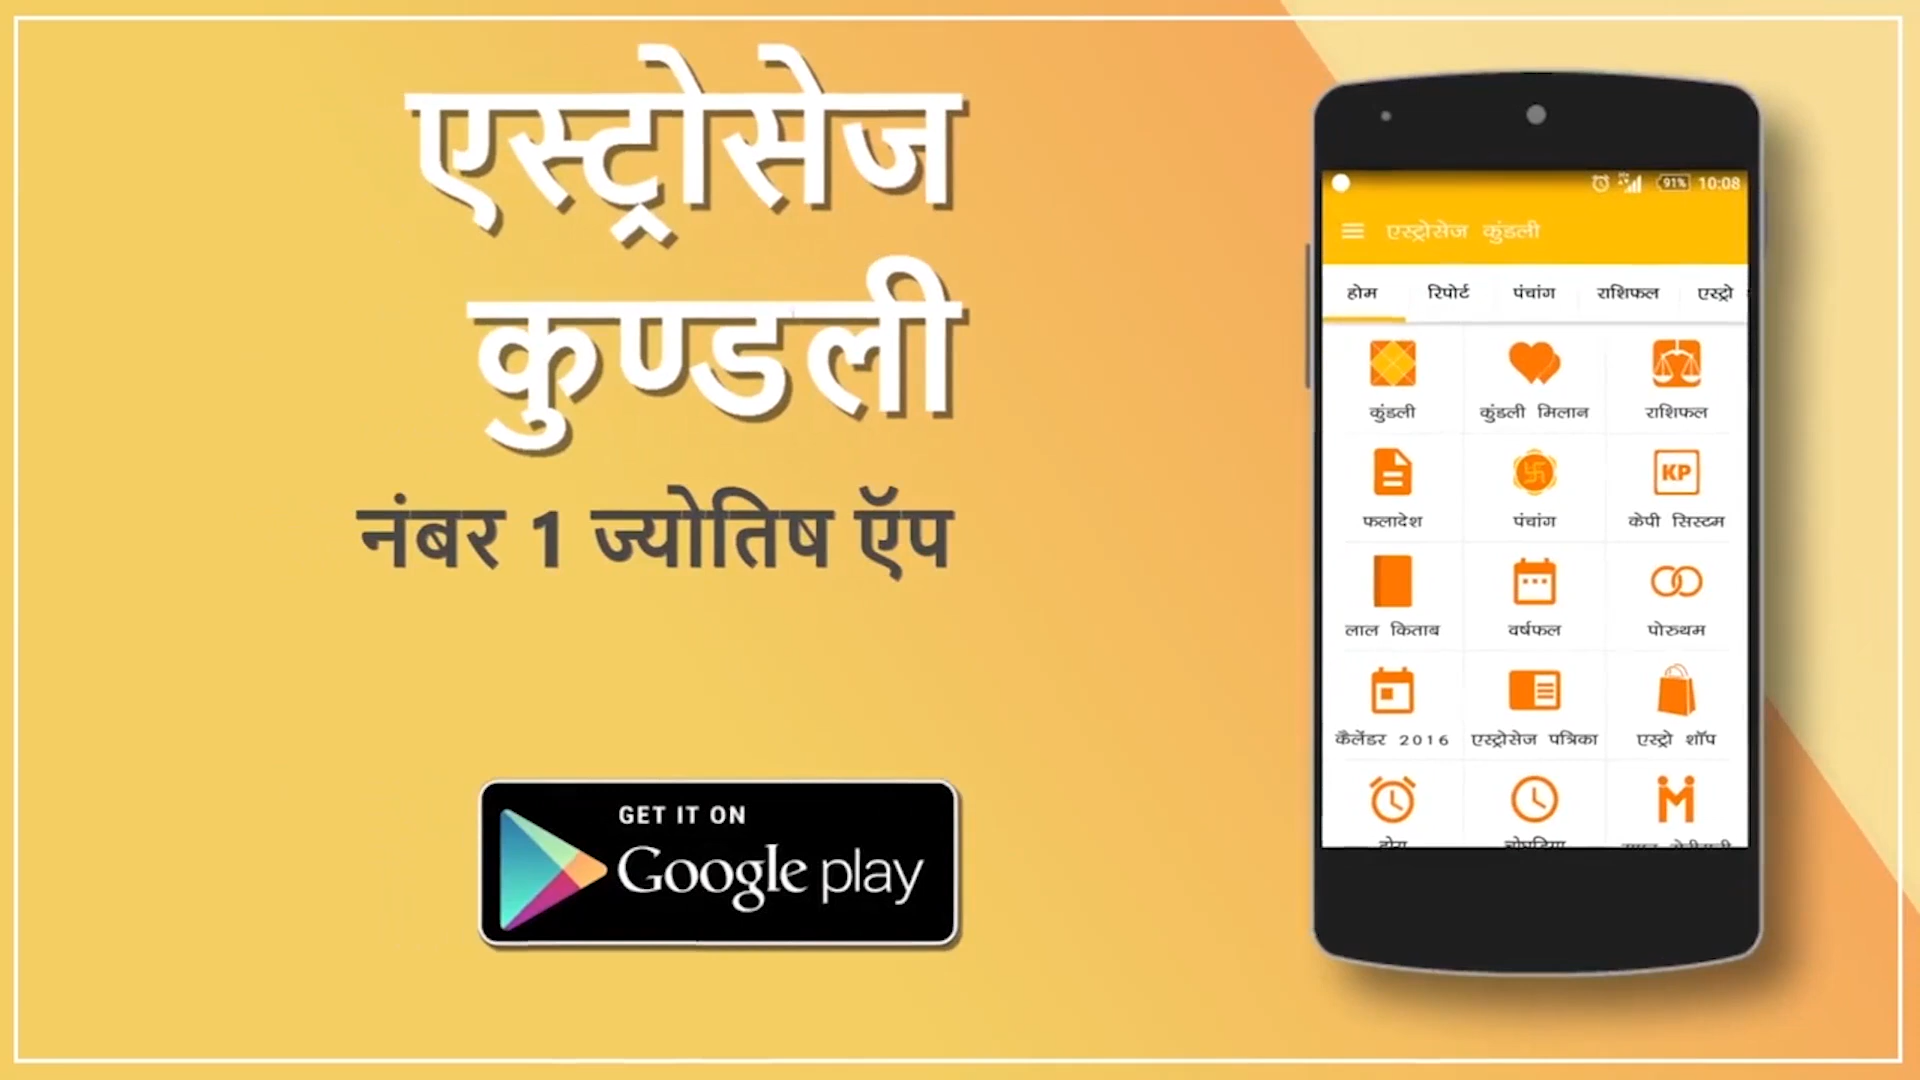 एस्ट्रोसेज
कुण्डली
नंबर 1 ज्योतिष ऍप
GET IT ON
Google play
91% 10:08
एस्ट्रोसेज कुंडली
होम रिपोर्ट पंचांग राशिफल एस्ट्रो
कुंडली कुंडली मिलान राशिफल
KP
फलादेश पंचांग केपी सिस्टम
लाल किताब वर्षफल पोरुथम
कैलेंडर 2016 एस्ट्रोसेज पत्रिका एस्ट्रो शॉप